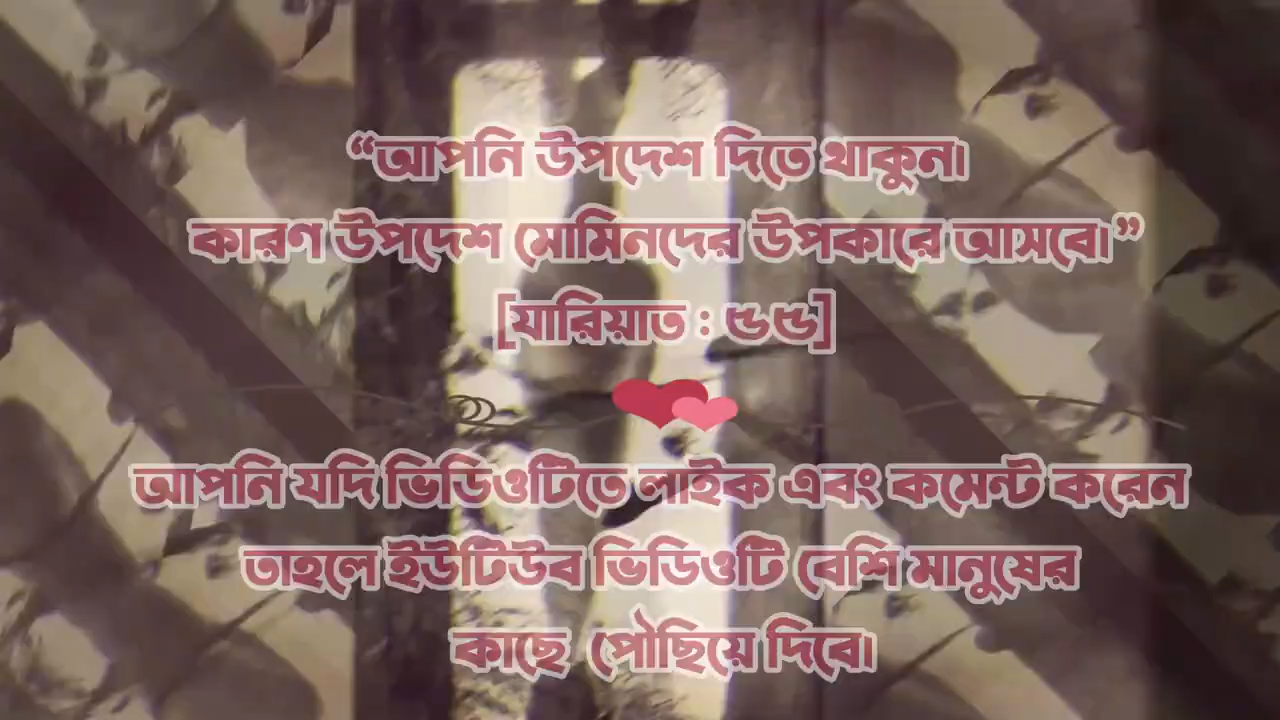 “আপনি উপদেশ দিতে থাকুন।
কারণ উপদেশ মোমিনদের উপকারে আসবে।”
[যারিয়াত : ৫৫]
আপনি যদি ভিডিওটিতে লাইক এবং কমেন্ট করেন
তাহলে ইউটিউব ভিডিওটি বেশি মানুষের
কাছে পৌছিয়ে দিবে।